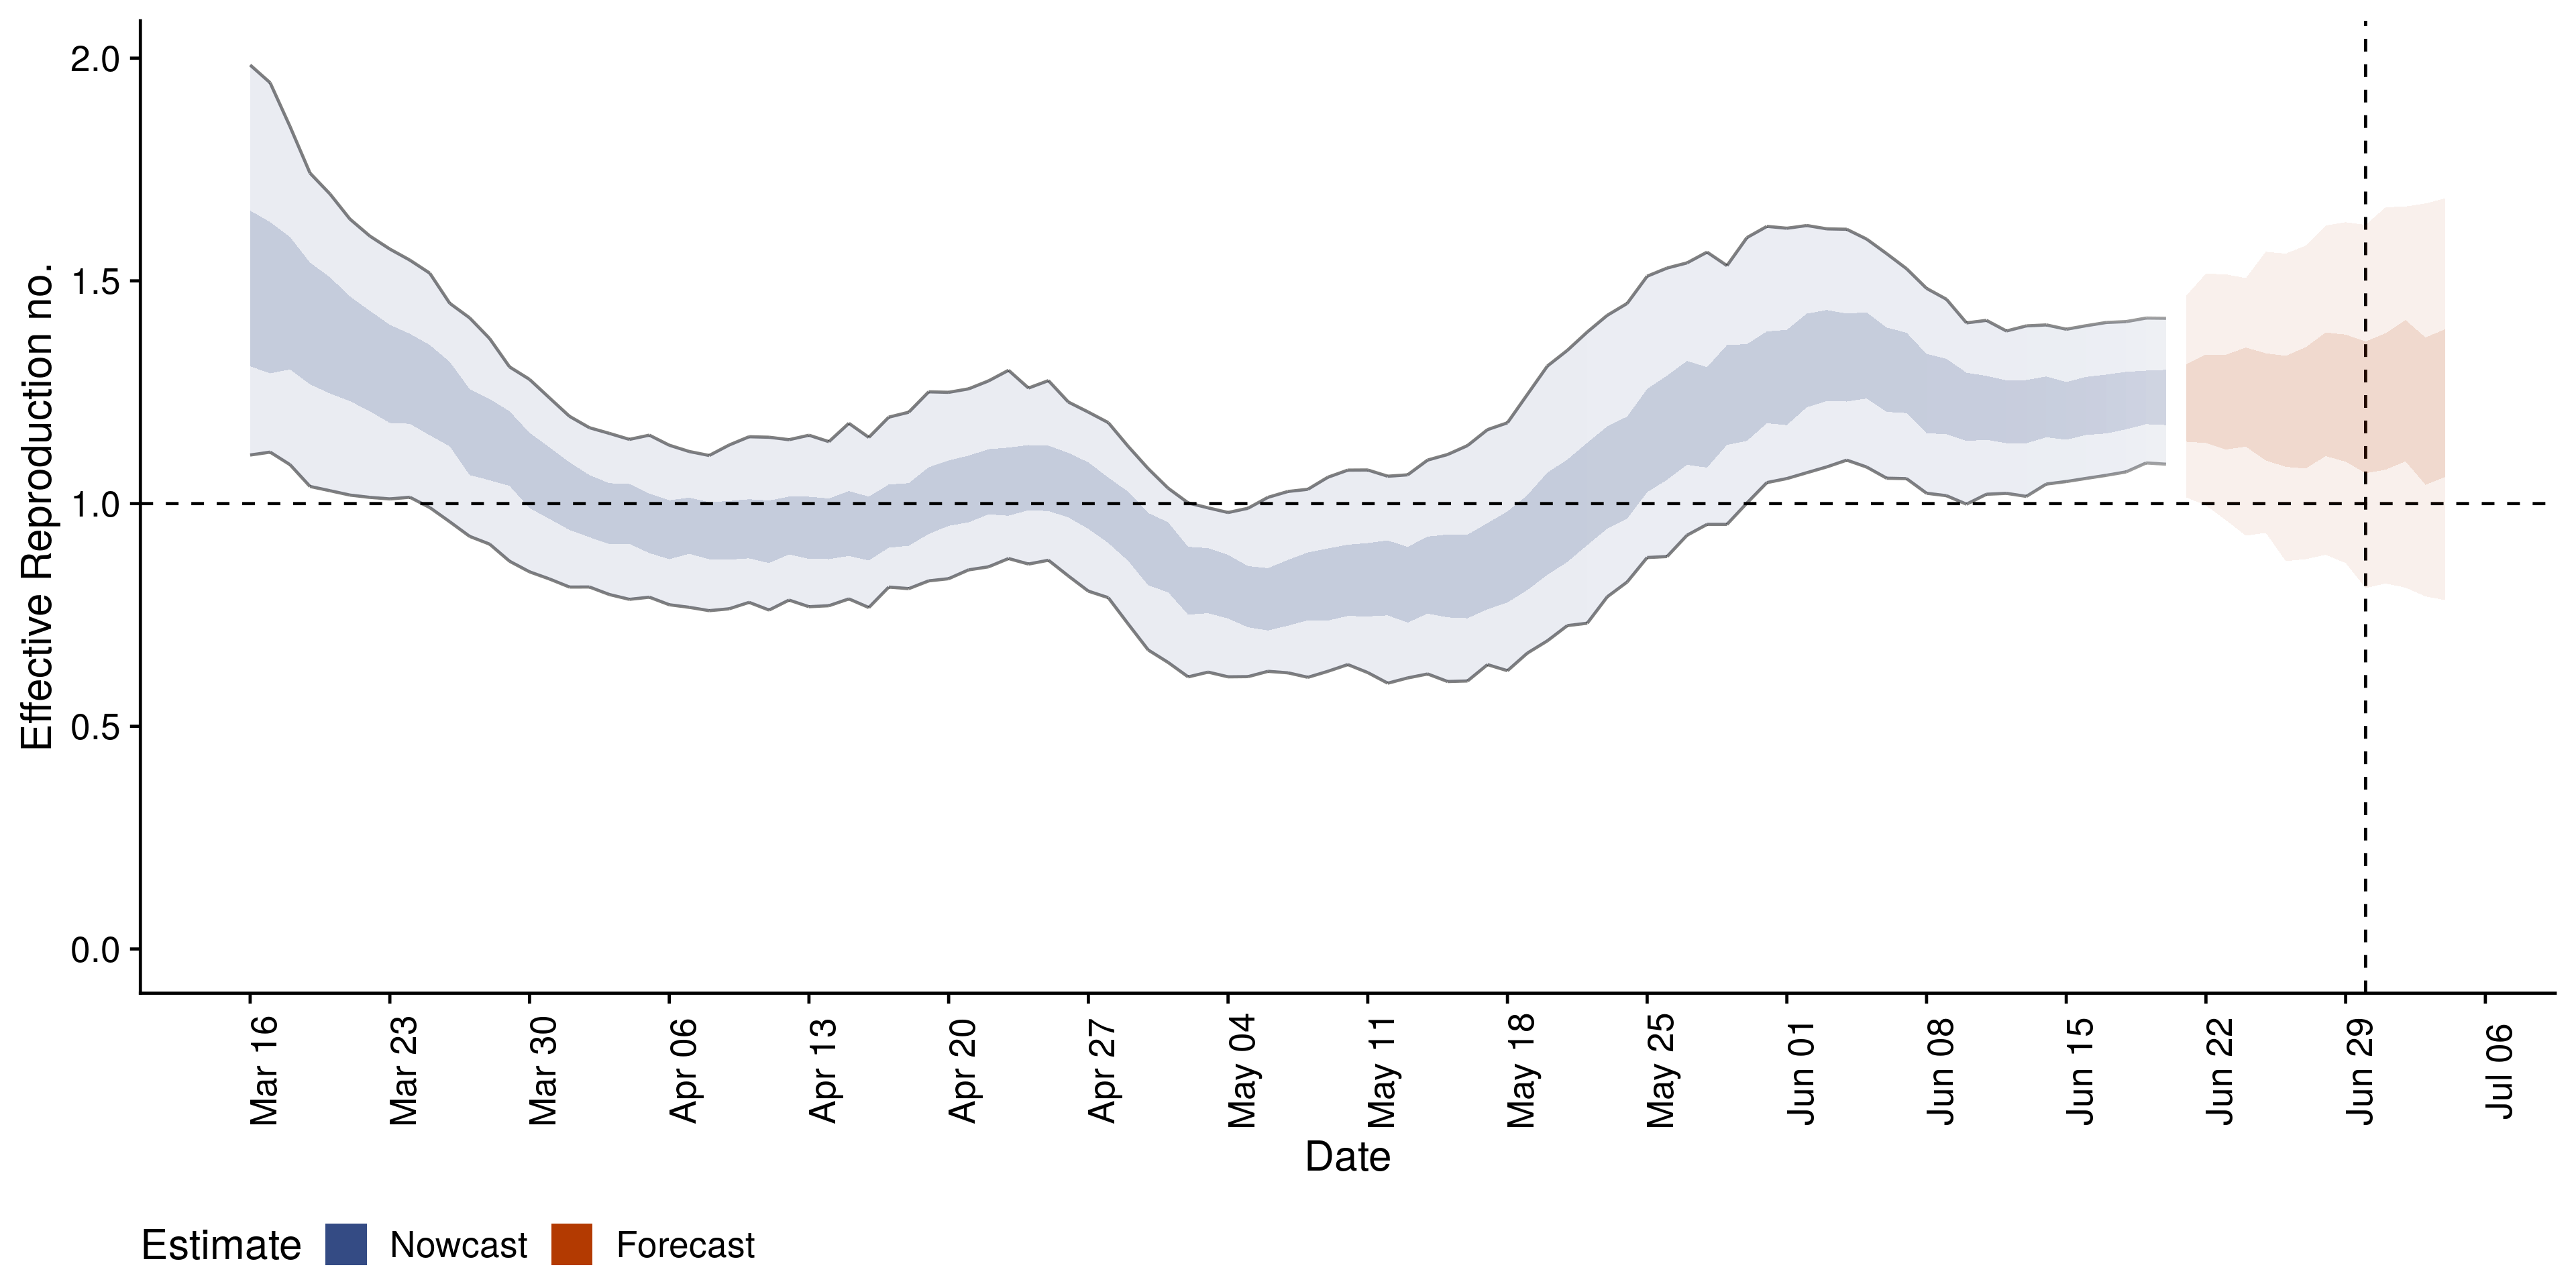 Effective Reproduction no.
2.0
1.5
1.0
0.5
0.0
Mar 16
Mar 23
Mar 30
Apr 06
Apr 13
Apr 20
Apr 27
May 04
May 11
May 18
May 25
Jun 01
Jun 08
Jun 15
Jun 22
Jun 29
Jul 06
Date
Estimate Nowcast Forecast